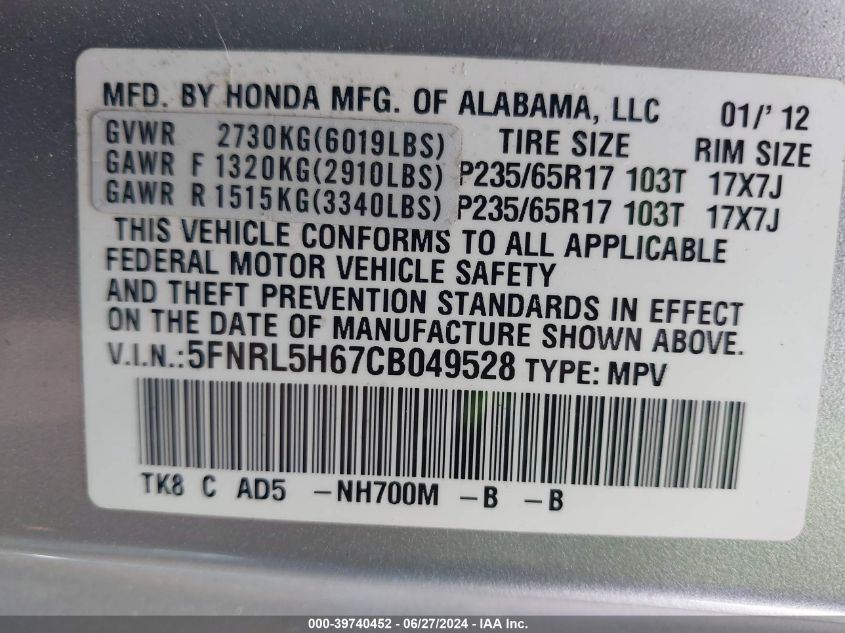 MFD. BY HONDA MFG. OF ALABAMA, LLC 01/' 12
GVWR 2730KG(6019LBS) TIRE SIZE RIM SIZE
GAWR F 1320KG(2910LBS) P235/65R17 103T 17X7J
GAWR R 1515KG(3340LBS) P235/65R17 103T 17X7J
THIS VEHICLE CONFORMS TO ALL APPLICABLE
FEDERAL MOTOR VEHICLE SAFETY
AND THEFT PREVENTION STANDARDS IN EFFECT
ON THE DATE OF MANUFACTURE SHOWN ABOVE.
V.I.N.:5FNRL5H67CB049528 TYPE: MPV
TK8 C AD5 -NH700M -B -B
000-39740452 - 06/27/2024 - IAA Inc.